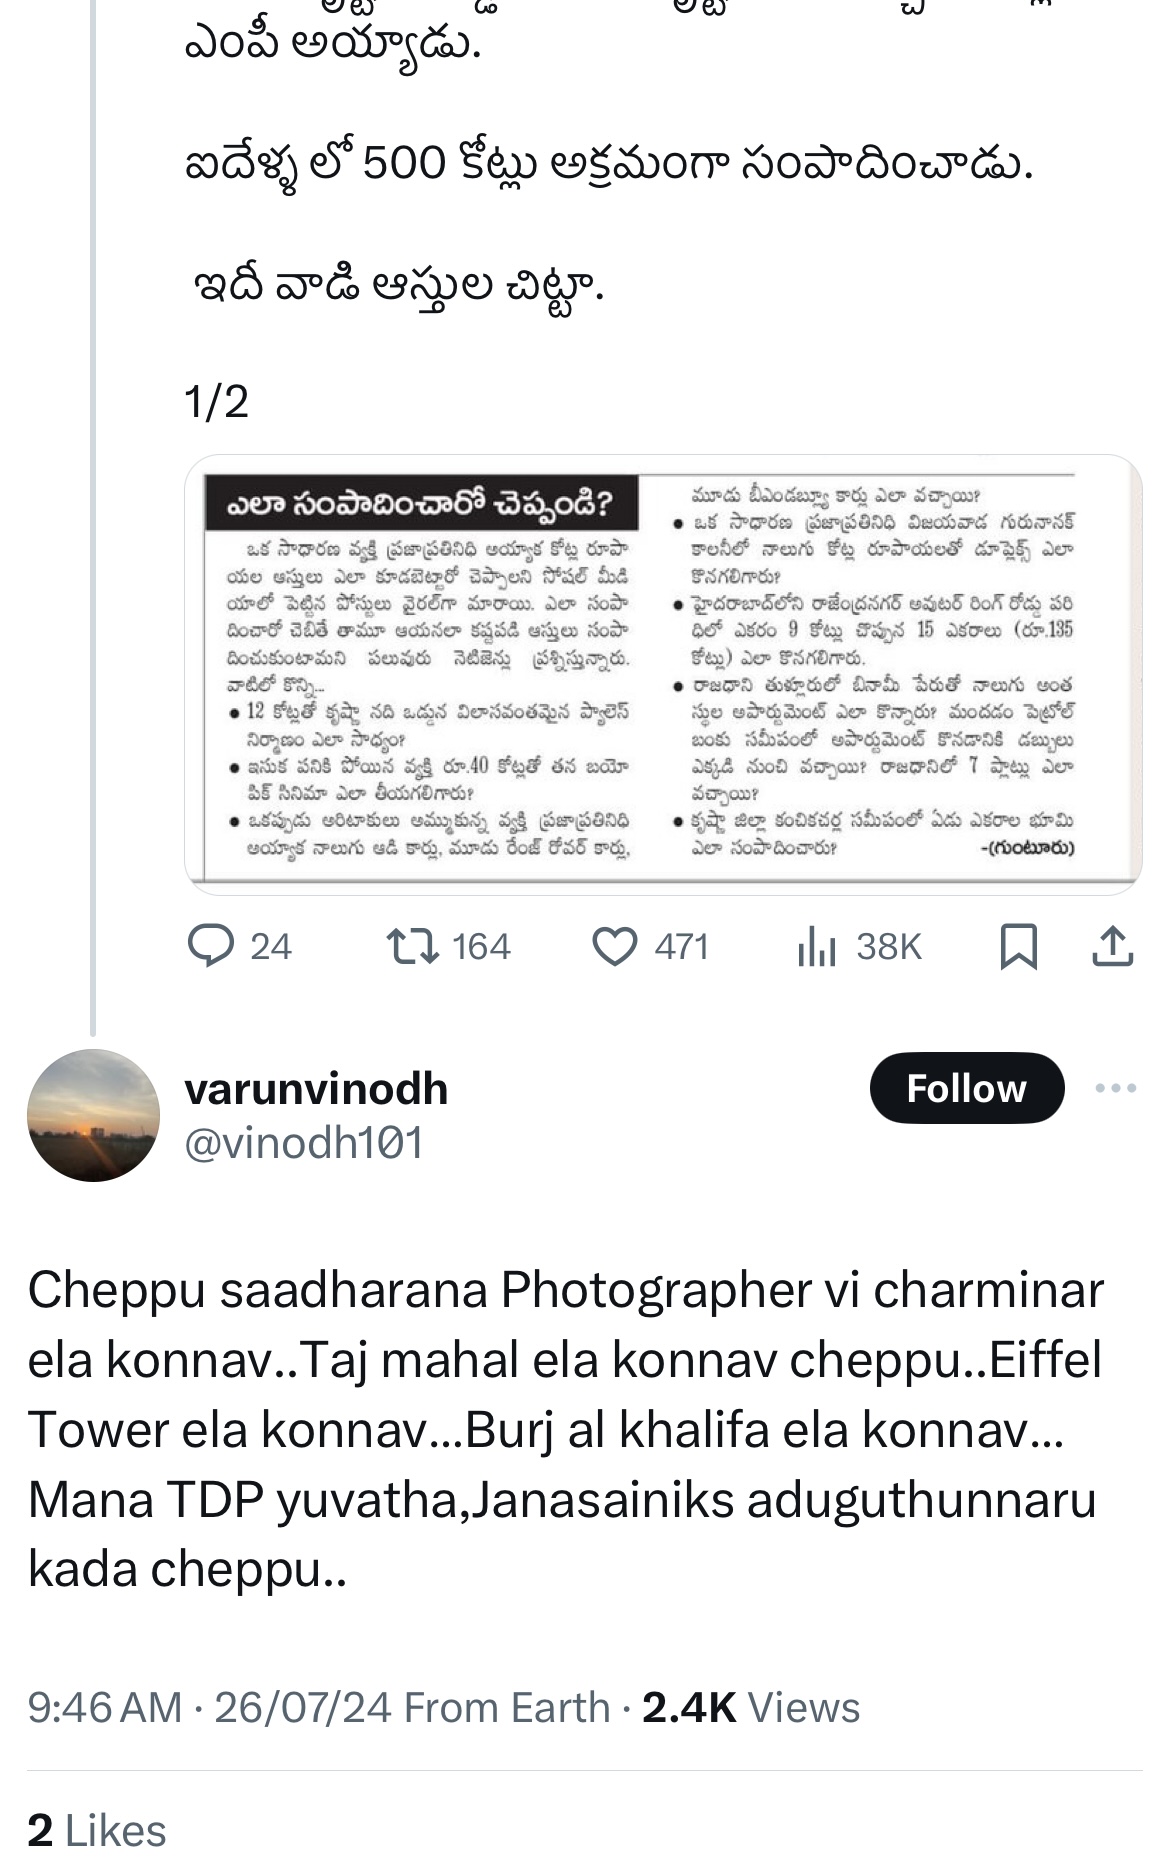 ఎంపీ అయ్యాడు.
ఐదేళ్ళ లో 500 కోట్లు అక్రమంగా సంపాదించాడు.
ఇదీ వాడి ఆస్తుల చిట్టా.
1/2
ఎలా సంపాదించారో చెప్పండి?
ఒక సాధారణ వ్యక్తి ప్రజాప్రతినిధి అయ్యాక కోట్ల రూపా
యల ఆస్తులు ఎలా కూడబెట్టారో చెప్పాలని సోషల్ మీడి
యాలో పెట్టిన పోస్టులు వైరల్‌గా మారాయి. ఎలా సంపా
దించారో చెబితే తామూ ఆయనలా కష్టపడి ఆస్తులు సంపా
దించుకుంటామని పలువురు నెటిజెన్లు ప్రశ్నిస్తున్నారు.
వాటిలో కొన్ని...
• 12 కోట్లతో కృష్ణా నది ఒడ్డున విలాసవంతమైన ప్యాలెస్
నిర్మాణం ఎలా సాధ్యం?
• ఇసుక పనికి పోయిన వ్యక్తి రూ.40 కోట్లతో తన బయో
పిక్ సినిమా ఎలా తీయగలిగారు?
• ఒకప్పుడు అరిటాకులు అమ్ముకున్న వ్యక్తి ప్రజాప్రతినిధి
అయ్యాక నాలుగు ఆడి కార్లు, మూడు రేంజ్ రోవర్ కార్లు,
మూడు బీఎండబ్ల్యూ కార్లు ఎలా వచ్చాయి?
• ఒక సాధారణ ప్రజాప్రతినిధి విజయవాడ గురునానక్
కాలనీలో నాలుగు కోట్ల రూపాయలతో డూప్లెక్స్ ఎలా
కొనగలిగారు?
• హైదరాబాద్‌లోని రాజేంద్రనగర్ అవుటర్ రింగ్ రోడ్డు పరి
ధిలో ఎకరం 9 కోట్లు చొప్పున 15 ఎకరాలు (రూ.135
కోట్లు) ఎలా కొనగలిగారు.
• రాజధాని తుళ్లూరులో బినామీ పేరుతో నాలుగు అంత
స్థుల అపార్టుమెంట్ ఎలా కొన్నారు? మందడం పెట్రోల్
బంకు సమీపంలో అపార్టుమెంట్ కొనడానికి డబ్బులు
ఎక్కడి నుంచి వచ్చాయి? రాజధానిలో 7 ప్లాట్లు ఎలా
వచ్చాయి?
• కృష్ణా జిల్లా కంచికచర్ల సమీపంలో ఏడు ఎకరాల భూమి
ఎలా సంపాదించారు? -(గుంటూరు)
24 164 471 38K
varunvinodh
Follow
@vinodh101
Cheppu saadharana Photographer vi charminar
ela konnav..Taj mahal ela konnav cheppu..Eiffel
Tower ela konnav...Burj al khalifa ela konnav...
Mana TDP yuvatha,Janasainiks aduguthunnaru
kada cheppu..
9:46 AM · 26/07/24 From Earth · 2.4K Views
2 Likes